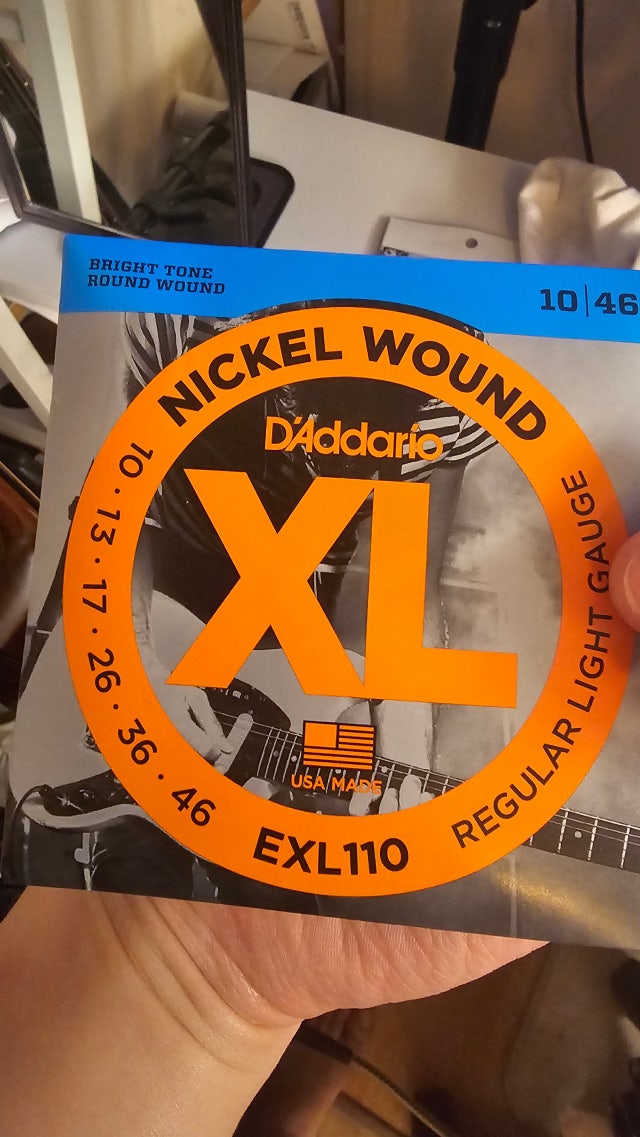 BRIGHT TONE
ROUND WOUND
10|46
NICKEL WOUND
D'Addario
XL
10 · 13 · 17 · 26 · 36 · 46
REGULAR LIGHT GAUGE
USA MADE
EXL110